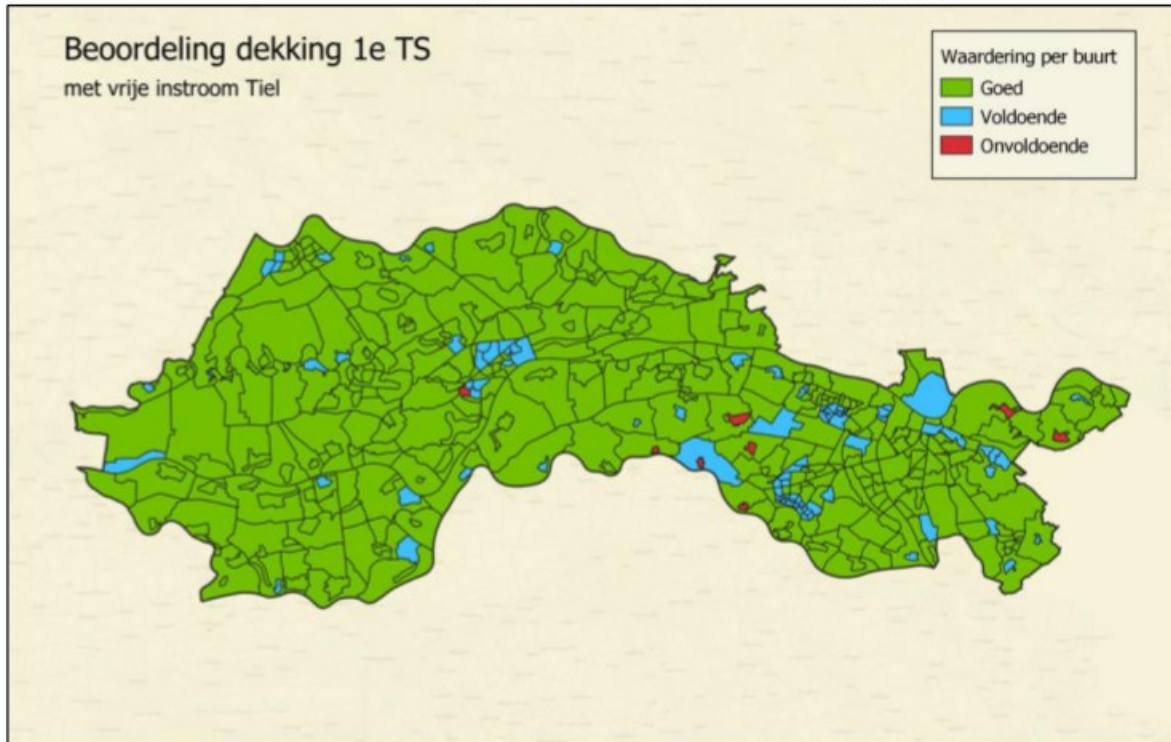 Beoordeling dekking 1e TS
met vrije instroom Tiel
Waardering per buurt
Goed
Voldoende
Onvoldoende